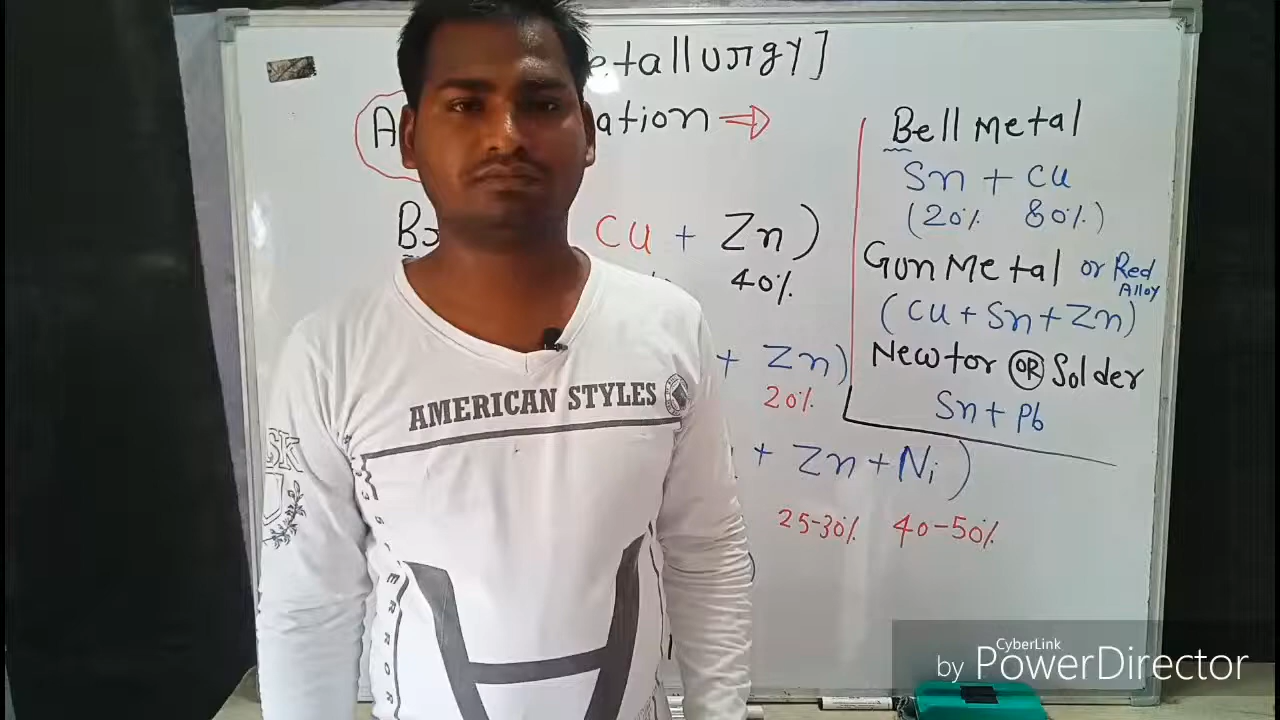 etallurgy]
ation
Cu + Zn)
40%
+ Zn)
20%
+ Zn + Ni)
25-30% 40-50%
Bell Metal
Sn + Cu
(20% 80%)
Gun Metal or Red Alloy
(Cu + Sn + Zn)
Newtor OR Solder
Sn + Pb
AMERICAN STYLES
CyberLink
by PowerDirector